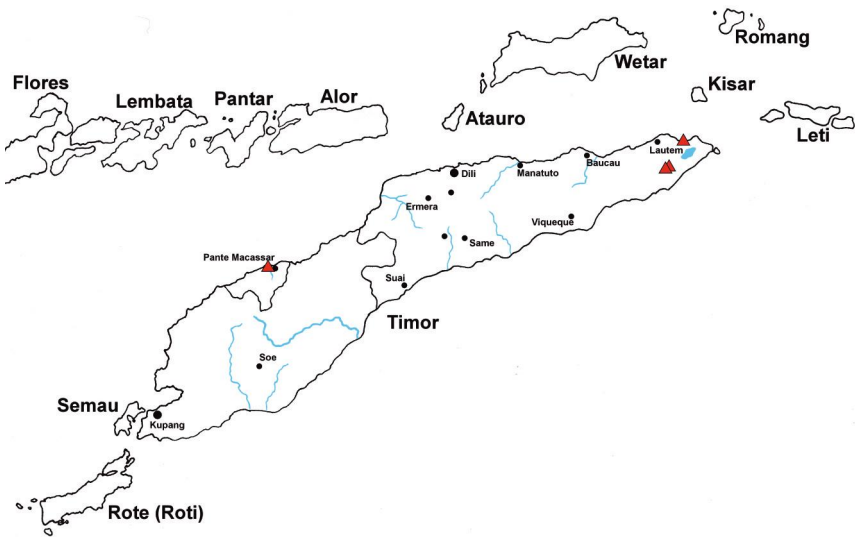 Romang
Wetar
Flores
Kisar
Pantar
Alor
Lembata
Atauro
Leti
Lautem
Baucau
Dili
Manatuto
Ermera
Viqueque
Same
Pante Macassar
Suai
Timor
Soe
Semau
Kupang
Rote (Roti)